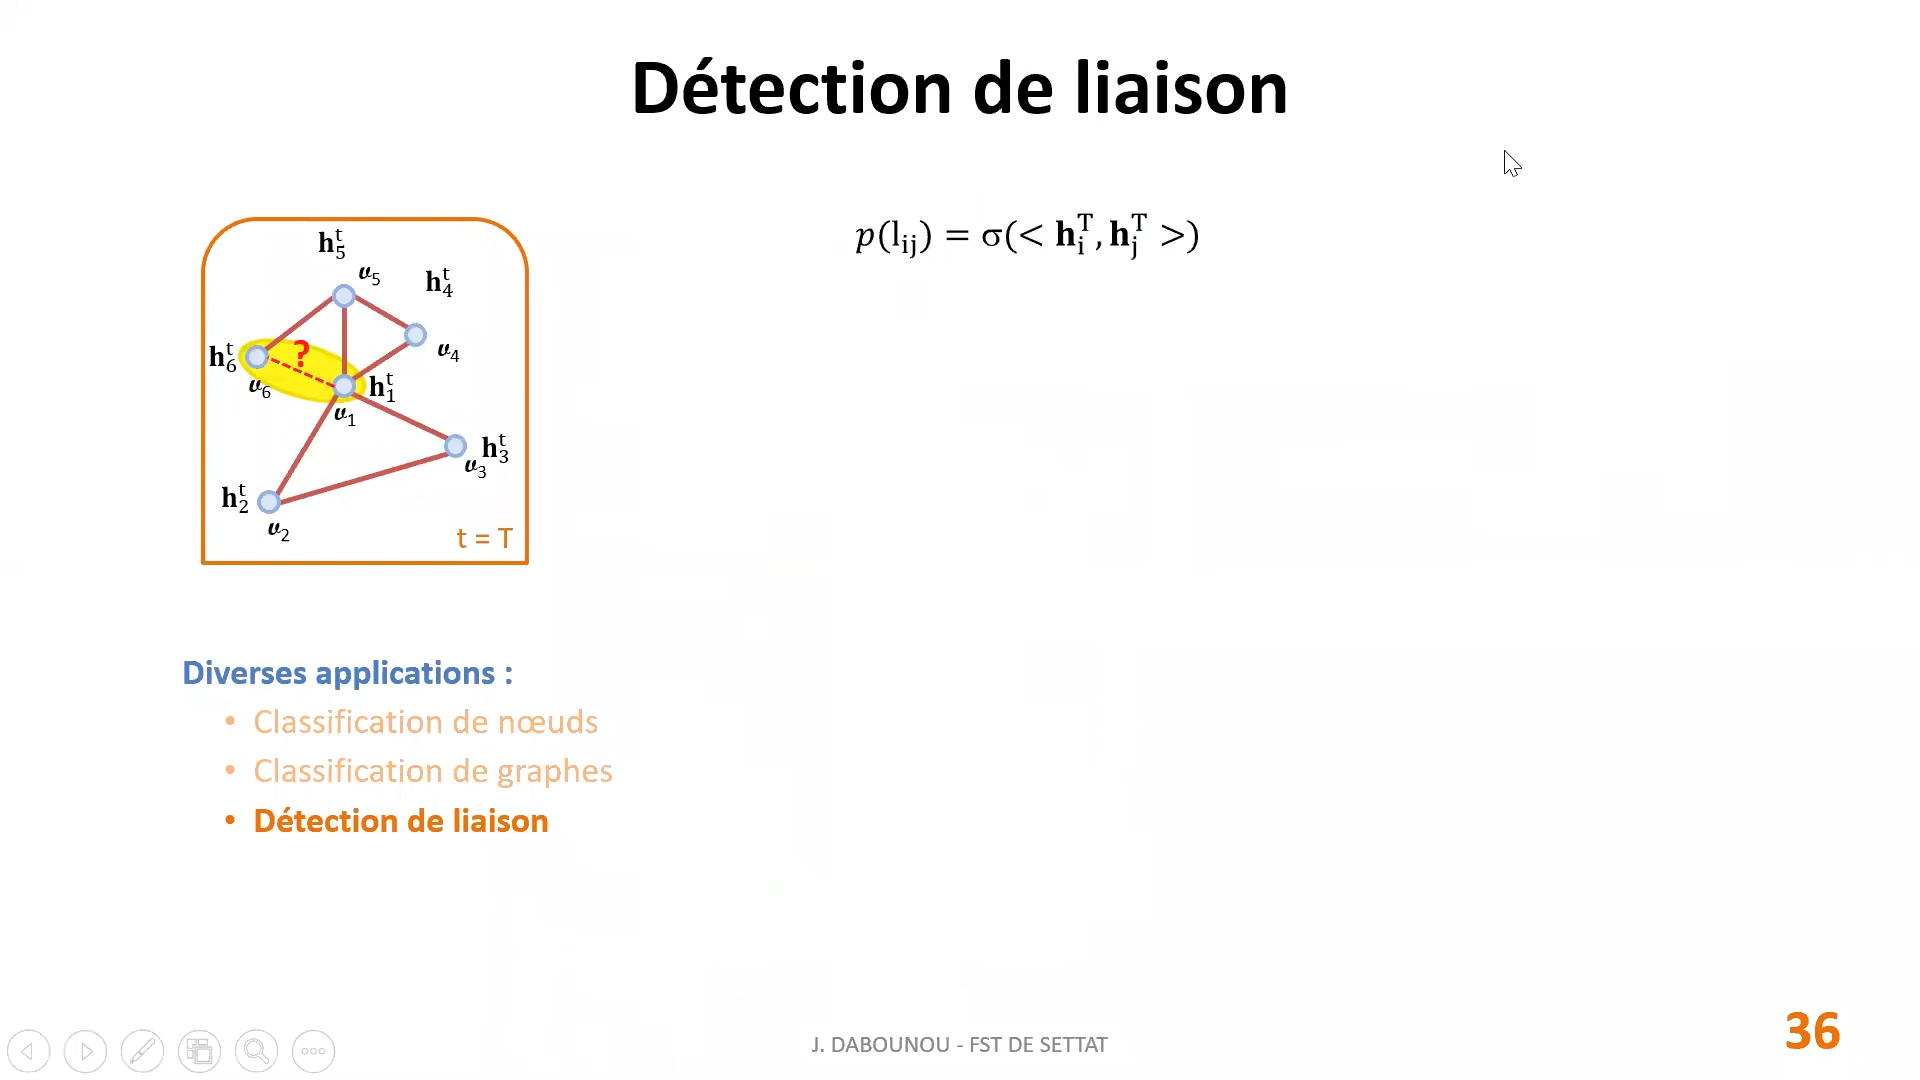 Détection de liaison
p(l_ij) = σ(< h_i^T, h_j^T >)
h_5^t
𝒗_5
h_4^t
𝒗_4
h_6^t
?
𝒗_6
h_1^t
𝒗_1
h_3^t
𝒗_3
h_2^t
𝒗_2
t = T
Diverses applications :
• Classification de nœuds
• Classification de graphes
• Détection de liaison
J. DABOUNOU - FST DE SETTAT
36